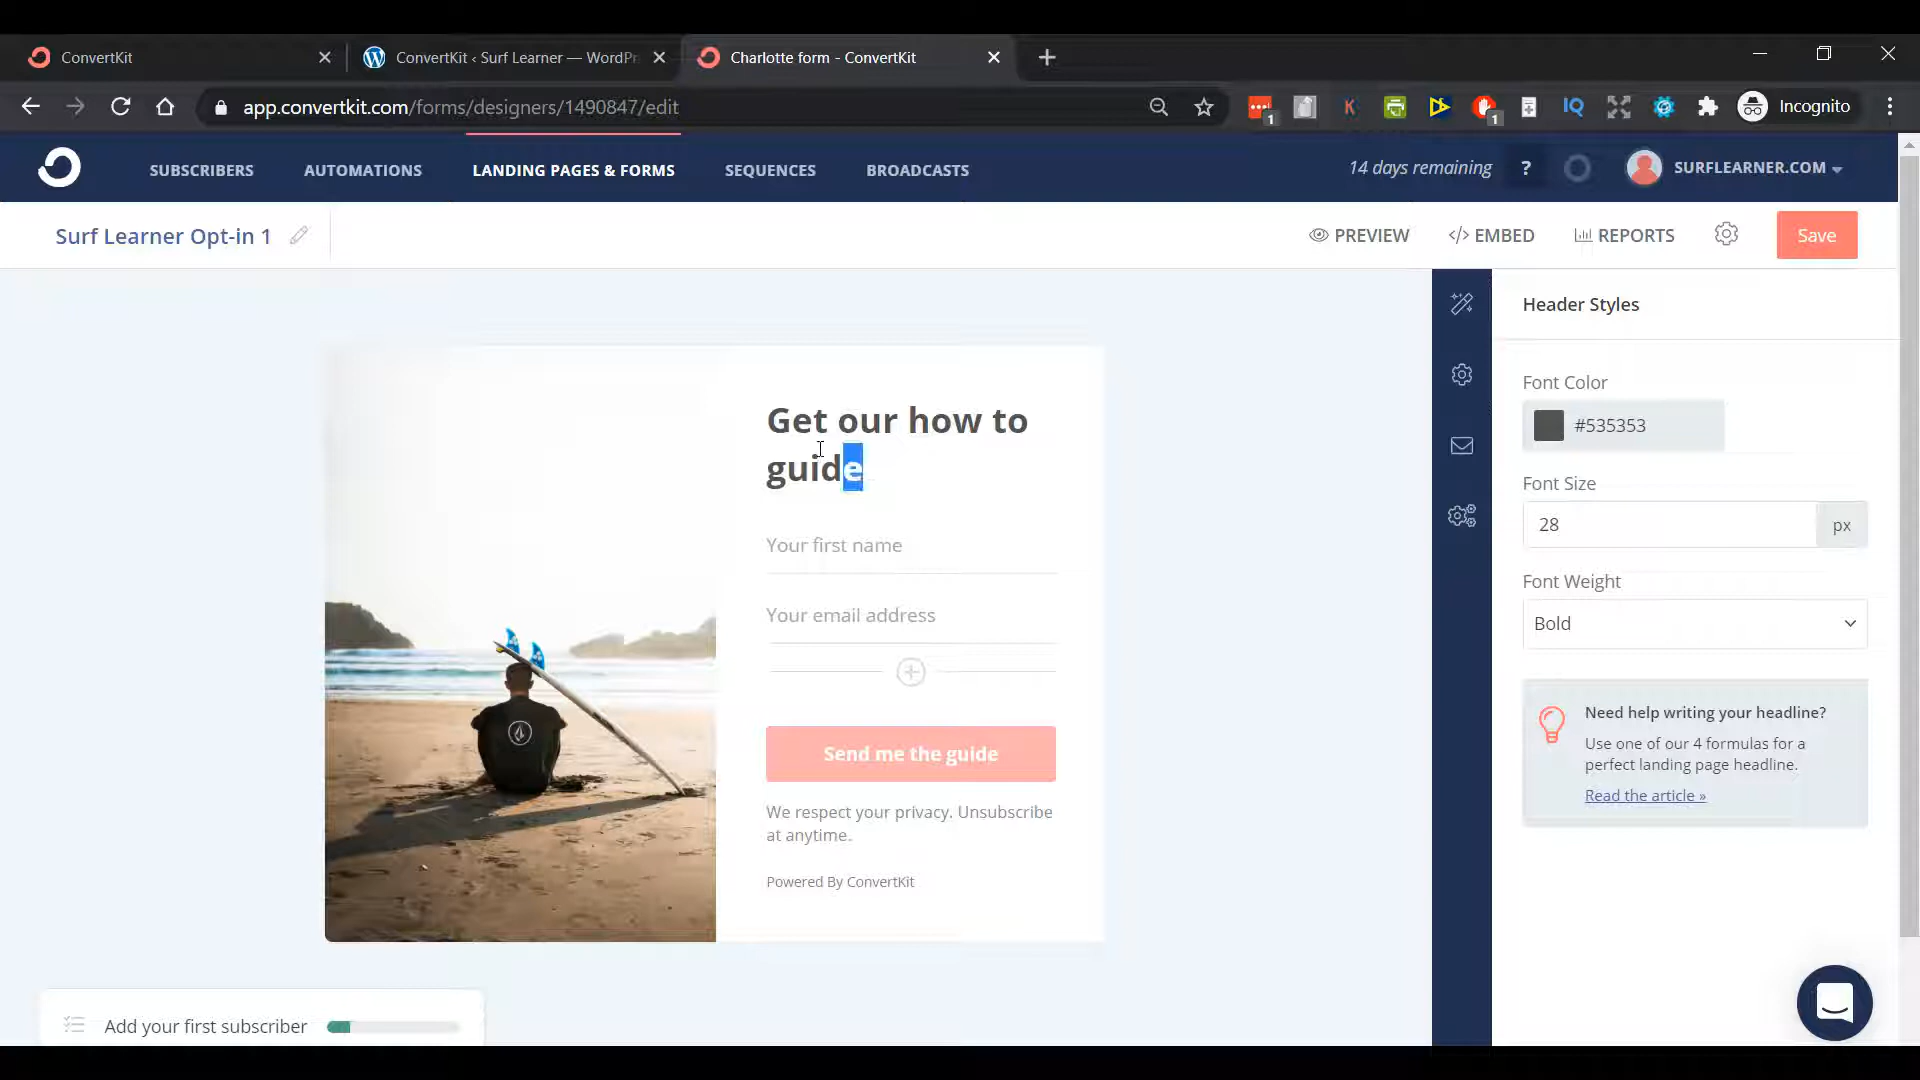 ConvertKit
ConvertKit ‹ Surf Learner — WordPr
Charlotte form - ConvertKit
app.convertkit.com/forms/designers/1490847/edit
1
K
1
IQ
Incognito
SUBSCRIBERS
AUTOMATIONS
LANDING PAGES & FORMS
SEQUENCES
BROADCASTS
14 days remaining
?
SURFLEARNER.COM
Surf Learner Opt-in 1
PREVIEW
</> EMBED
REPORTS
Save
Header Styles
Font Color
#535353
Font Size
28
px
Font Weight
Bold
Need help writing your headline?
Use one of our 4 formulas for a
perfect landing page headline.
Read the article »
Get our how to
guide
Your first name
Your email address
Send me the guide
We respect your privacy. Unsubscribe
at anytime.
Powered By ConvertKit
Add your first subscriber